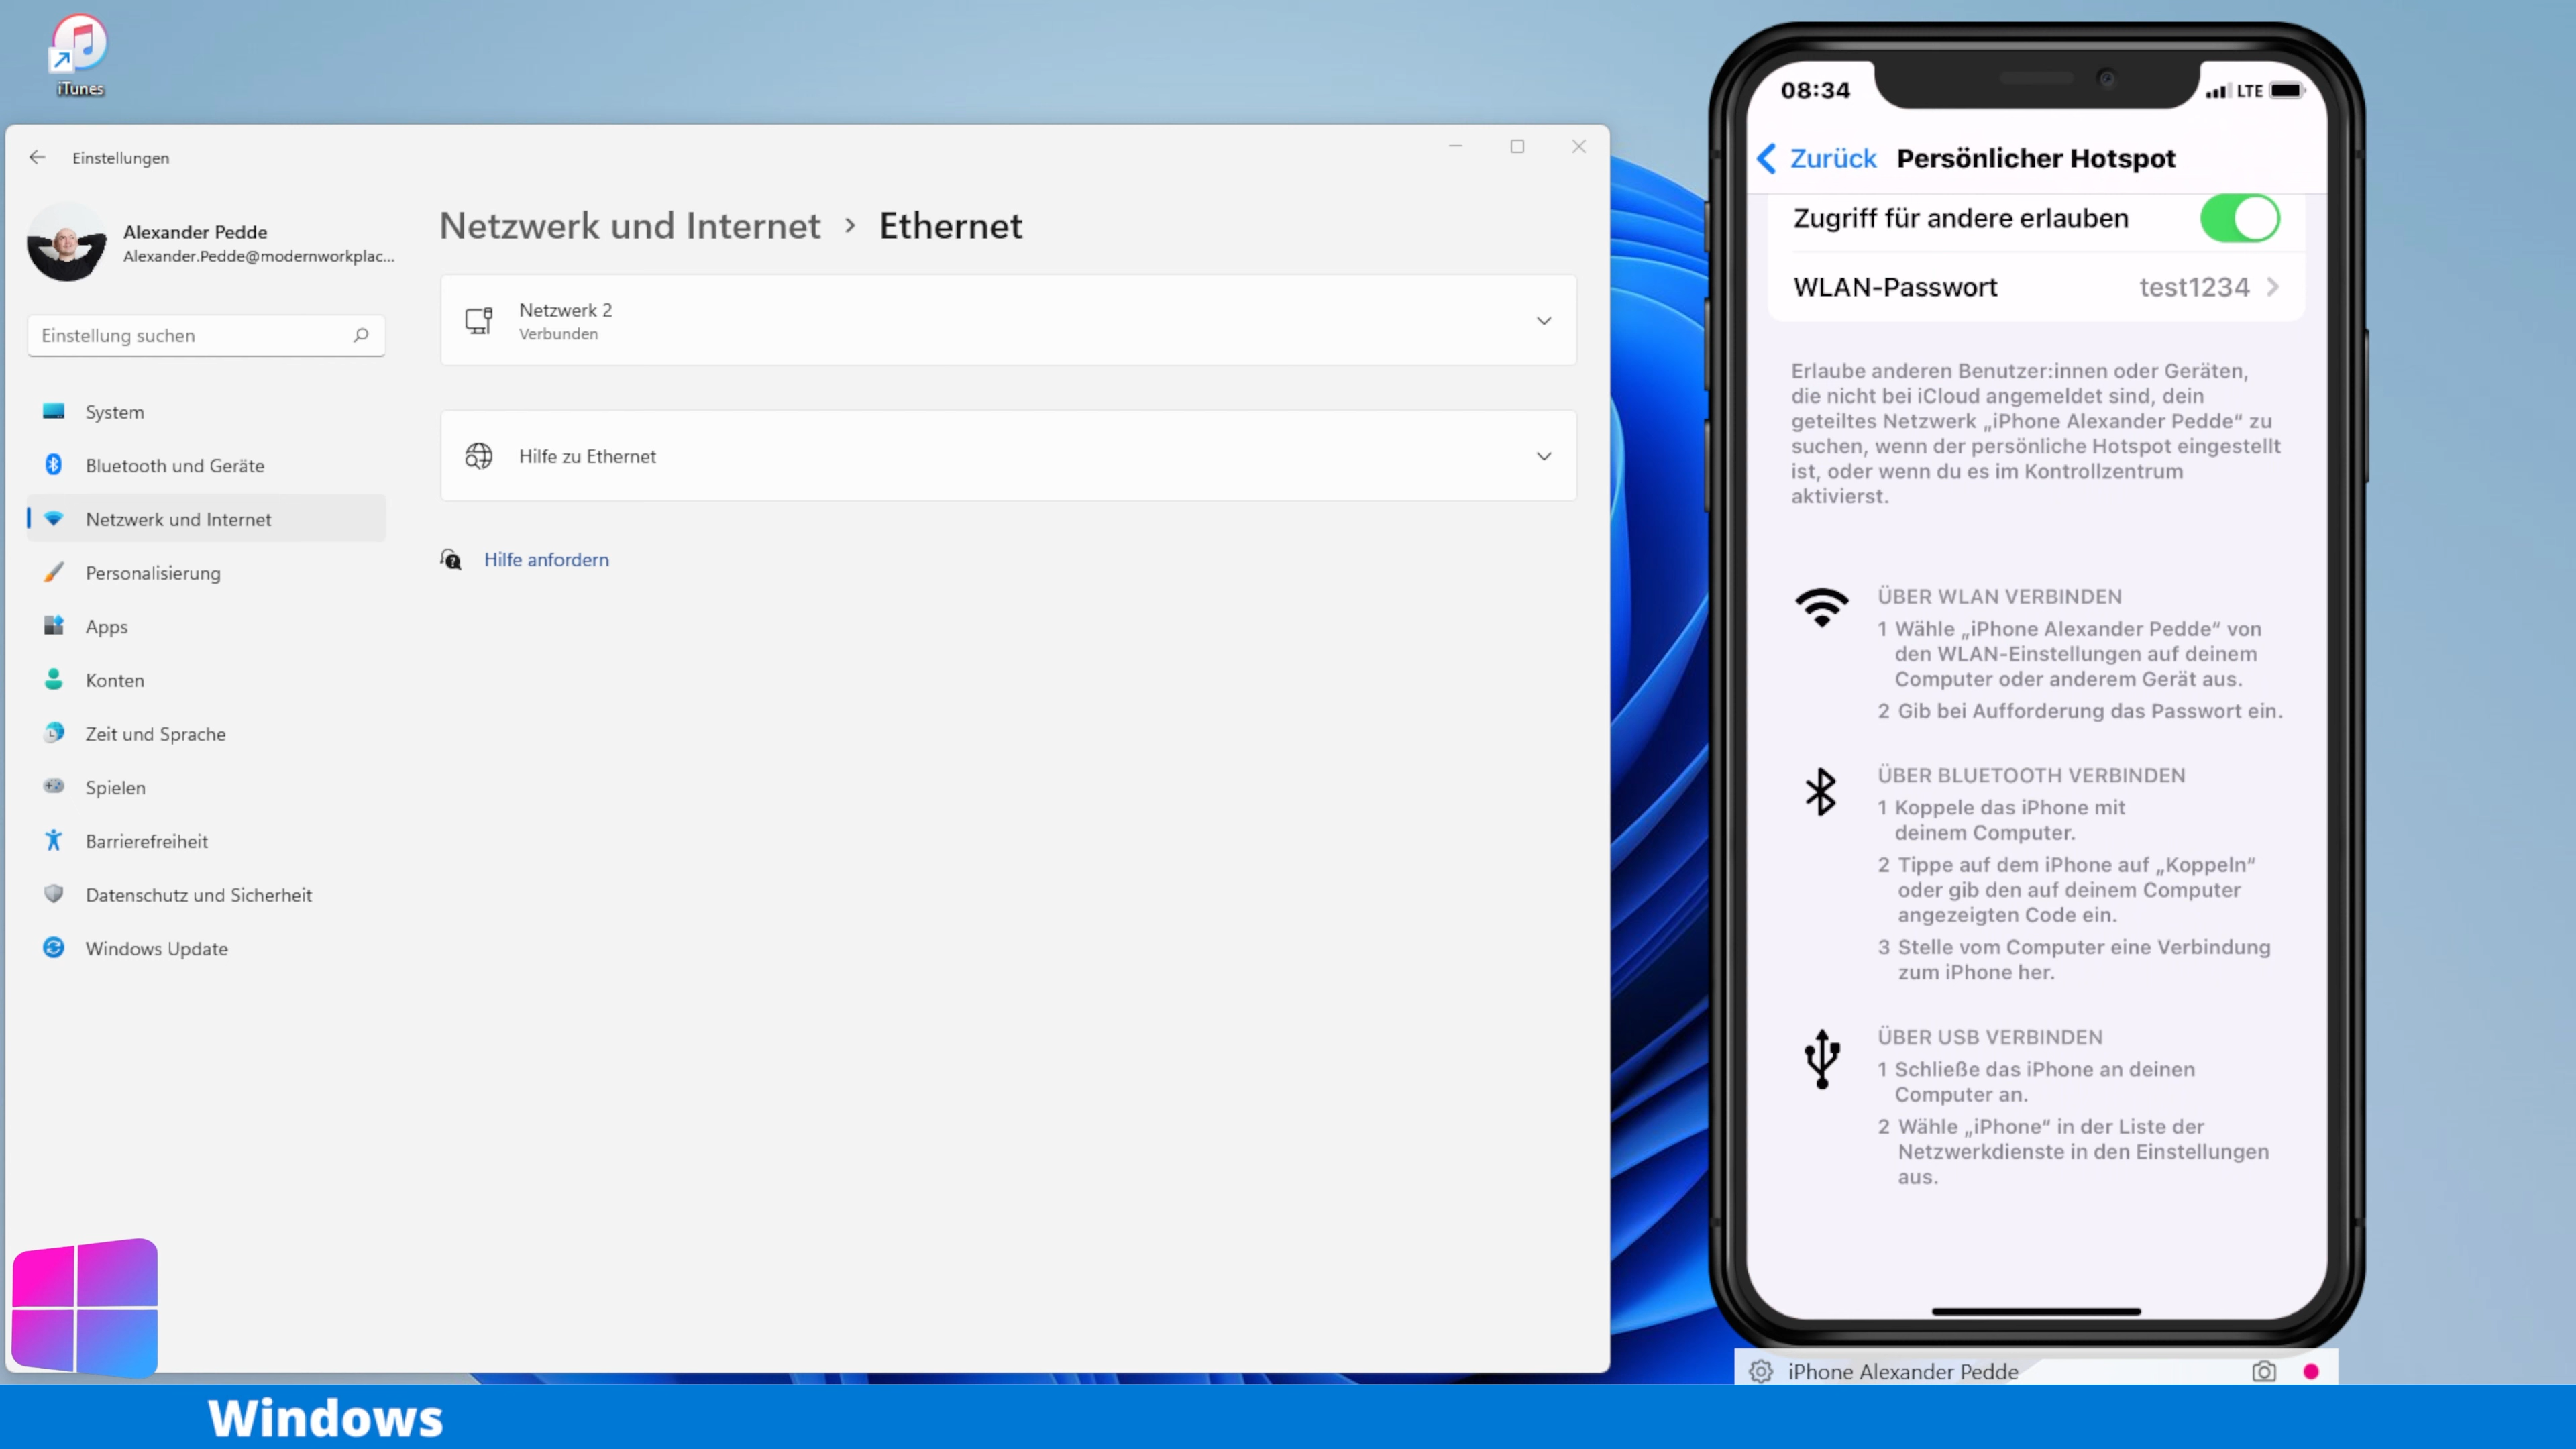 iTunes
Einstellungen
Alexander Pedde
Alexander.Pedde@modernworkplac...
Einstellung suchen
System
Bluetooth und Geräte
Netzwerk und Internet
Personalisierung
Apps
Konten
Zeit und Sprache
Spielen
Barrierefreiheit
Datenschutz und Sicherheit
Windows Update
Netzwerk und Internet > Ethernet
Netzwerk 2
Verbunden
Hilfe zu Ethernet
Hilfe anfordern
08:34
LTE
Zurück Persönlicher Hotspot
Zugriff für andere erlauben
WLAN-Passwort test1234
Erlaube anderen Benutzer:innen oder Geräten,
die nicht bei iCloud angemeldet sind, dein
geteiltes Netzwerk „iPhone Alexander Pedde“ zu
suchen, wenn der persönliche Hotspot eingestellt
ist, oder wenn du es im Kontrollzentrum
aktivierst.
ÜBER WLAN VERBINDEN
1 Wähle „iPhone Alexander Pedde“ von
den WLAN-Einstellungen auf deinem
Computer oder anderem Gerät aus.
2 Gib bei Aufforderung das Passwort ein.
ÜBER BLUETOOTH VERBINDEN
1 Koppele das iPhone mit
deinem Computer.
2 Tippe auf dem iPhone auf „Koppeln“
oder gib den auf deinem Computer
angezeigten Code ein.
3 Stelle vom Computer eine Verbindung
zum iPhone her.
ÜBER USB VERBINDEN
1 Schließe das iPhone an deinen
Computer an.
2 Wähle „iPhone“ in der Liste der
Netzwerkdienste in den Einstellungen
aus.
iPhone Alexander Pedde
Windows